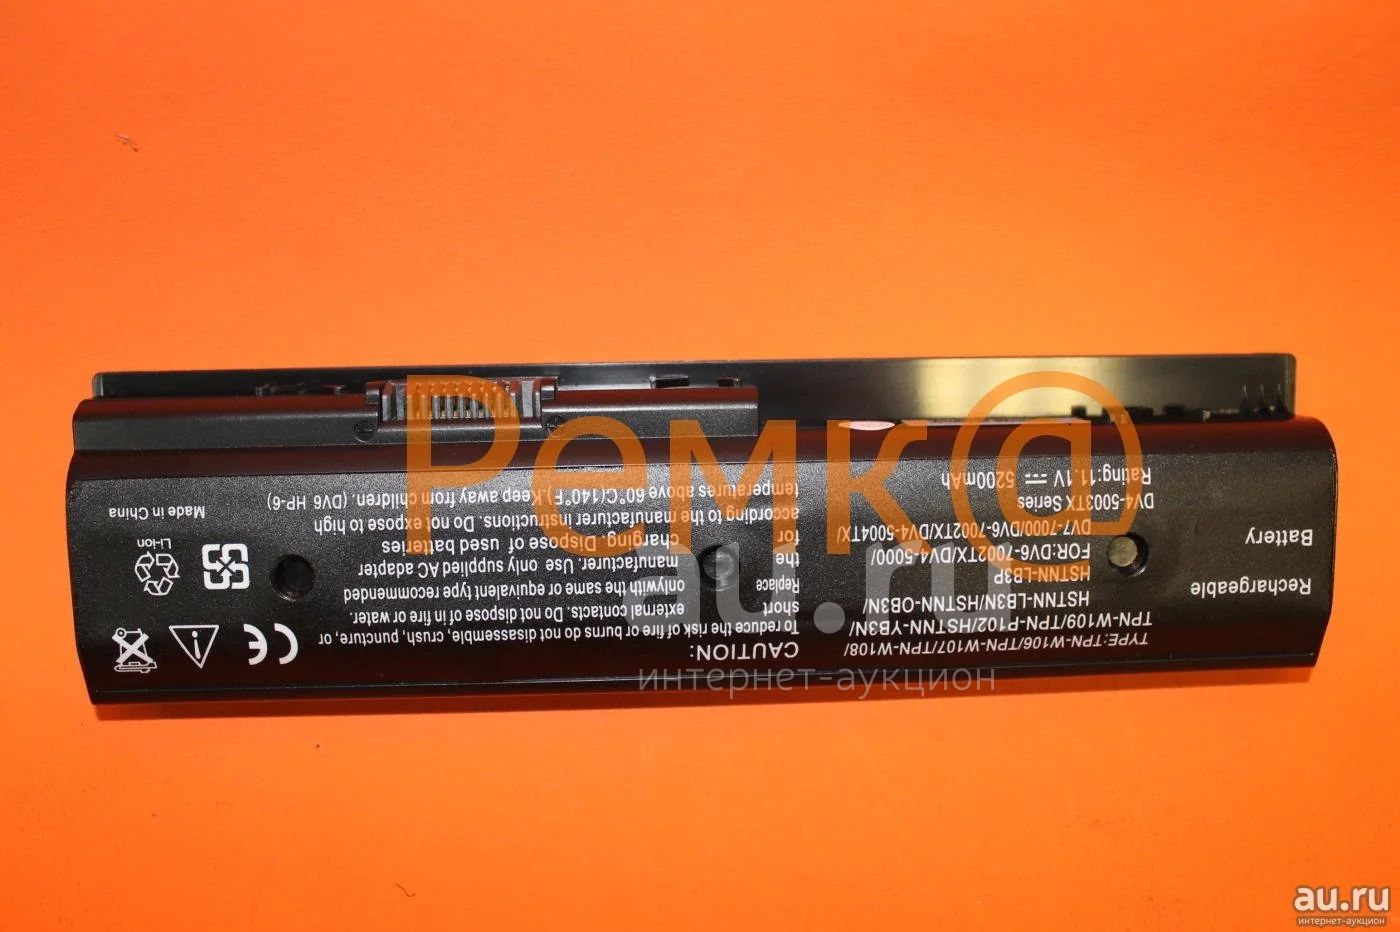 Rechargeable
Battery
TYPE:TPN-W106/TPN-W107/TPN-W108/
TPN-W109/TPN-P102/HSTNN-YB3N/
HSTNN-LB3N/HSTNN-OB3N/
HSTNN-LB3P
FOR:DV6-7002TX/DV4-5000/
DV7-7000/DV6-7002TX/DV4-5004TX/
DV4-5003TX Series
Rating:11.1V 5200mAh
CAUTION:
To reduce the risk of fire or burns do not disassemble, crush, puncture, or
short external contacts. Do not dispose of in fire or water.
Replace onlywith the same or equivalent type recommended
the manufacturer. Use only supplied AC adapter
for charging. Dispose of used batteries
according to the manufacturer instructions. Do not expose to high
temperatures above 60°C(140°F) Keep away from children. (DV6 HP-6)
CE
Li-ion
Made in China
Ремк@
au.ru
интернет-аукцион
au.ru
интернет-аукцион